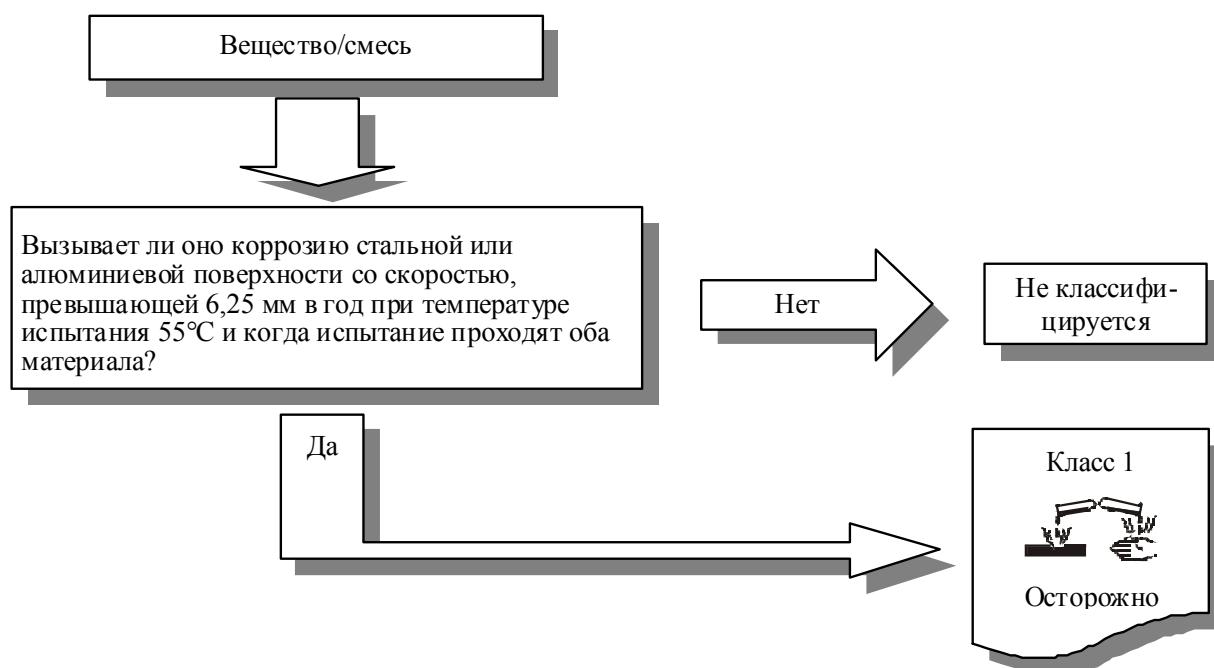 Вещество/смесь
Вызывает ли оно коррозию стальной или
алюминиевой поверхности со скоростью,
превышающей 6,25 мм в год при температуре
испытания 55°C и когда испытание проходят оба
материала?
Нет
Не классифи-
цируется
Да
Класс 1
Осторожно